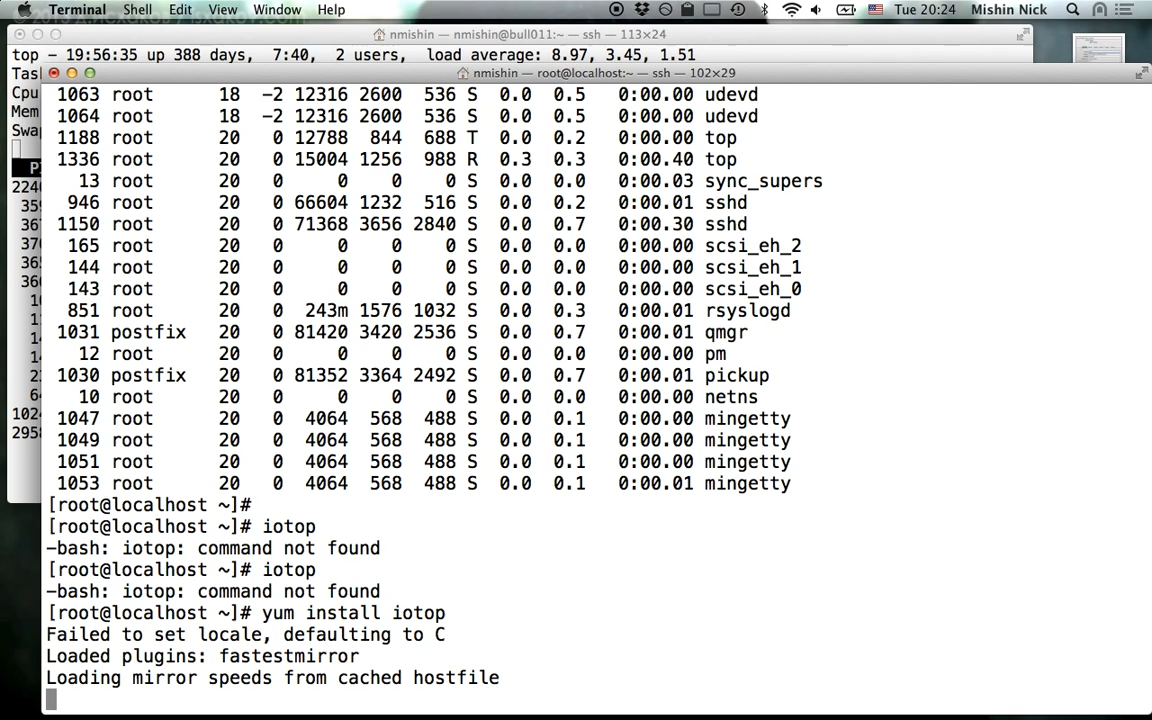 Terminal Shell Edit View Window Help Tue 20:24 Mishin Nick
nmishin — nmishin@bull011:~ — ssh — 113×24
top - 19:56:35 up 388 days, 7:40, 2 users, load average: 8.97, 3.45, 1.51
nmishin — root@localhost:~ — ssh — 102×29
Task
Cpu
Mem
Swa
1063 root 18 -2 12316 2600 536 S 0.0 0.5 0:00.00 udevd
1064 root 18 -2 12316 2600 536 S 0.0 0.5 0:00.00 udevd
1188 root 20 0 12788 844 688 T 0.0 0.2 0:00.00 top
1336 root 20 0 15004 1256 988 R 0.3 0.3 0:00.40 top
13 root 20 0 0 0 0 S 0.0 0.0 0:00.03 sync_supers
946 root 20 0 66604 1232 516 S 0.0 0.2 0:00.01 sshd
1150 root 20 0 71368 3656 2840 S 0.0 0.7 0:00.30 sshd
165 root 20 0 0 0 0 S 0.0 0.0 0:00.00 scsi_eh_2
144 root 20 0 0 0 0 S 0.0 0.0 0:00.00 scsi_eh_1
143 root 20 0 0 0 0 S 0.0 0.0 0:00.00 scsi_eh_0
851 root 20 0 243m 1576 1032 S 0.0 0.3 0:00.01 rsyslogd
1031 postfix 20 0 81420 3420 2536 S 0.0 0.7 0:00.01 qmgr
12 root 20 0 0 0 0 S 0.0 0.0 0:00.00 pm
1030 postfix 20 0 81352 3364 2492 S 0.0 0.7 0:00.01 pickup
10 root 20 0 0 0 0 S 0.0 0.0 0:00.00 netns
1047 root 20 0 4064 568 488 S 0.0 0.1 0:00.00 mingetty
1049 root 20 0 4064 568 488 S 0.0 0.1 0:00.00 mingetty
1051 root 20 0 4064 568 488 S 0.0 0.1 0:00.00 mingetty
1053 root 20 0 4064 568 488 S 0.0 0.1 0:00.01 mingetty
[root@localhost ~]#
[root@localhost ~]# iotop
-bash: iotop: command not found
[root@localhost ~]# iotop
-bash: iotop: command not found
[root@localhost ~]# yum install iotop
Failed to set locale, defaulting to C
Loaded plugins: fastestmirror
Loading mirror speeds from cached hostfile